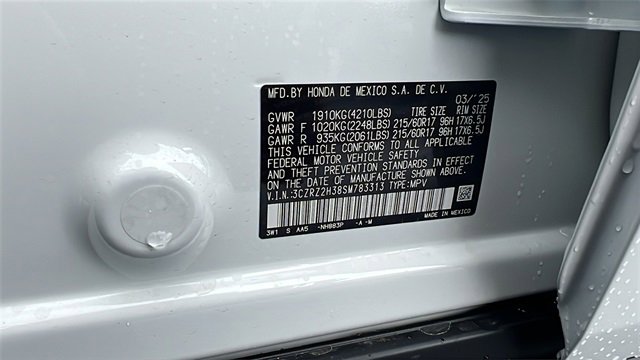 MFD.BY HONDA DE MEXICO S.A. DE C.V.
03/'25
GVWR 1910KG(4210LBS) TIRE SIZE RIM SIZE
GAWR F 1020KG(2248LBS) 215/60R17 96H 17X6.5J
GAWR R 935KG(2061LBS) 215/60R17 96H 17X6.5J
THIS VEHICLE CONFORMS TO ALL APPLICABLE
FEDERAL MOTOR VEHICLE SAFETY
STANDARDS IN EFFECT ON THE DATE OF
MANUFACTURE SHOWN ABOVE.
V.I.N.:3CZRZ2H38SM783313 TYPE:MPV
3W1 S AA5 -NH883P -A -M MADE IN MEXICO